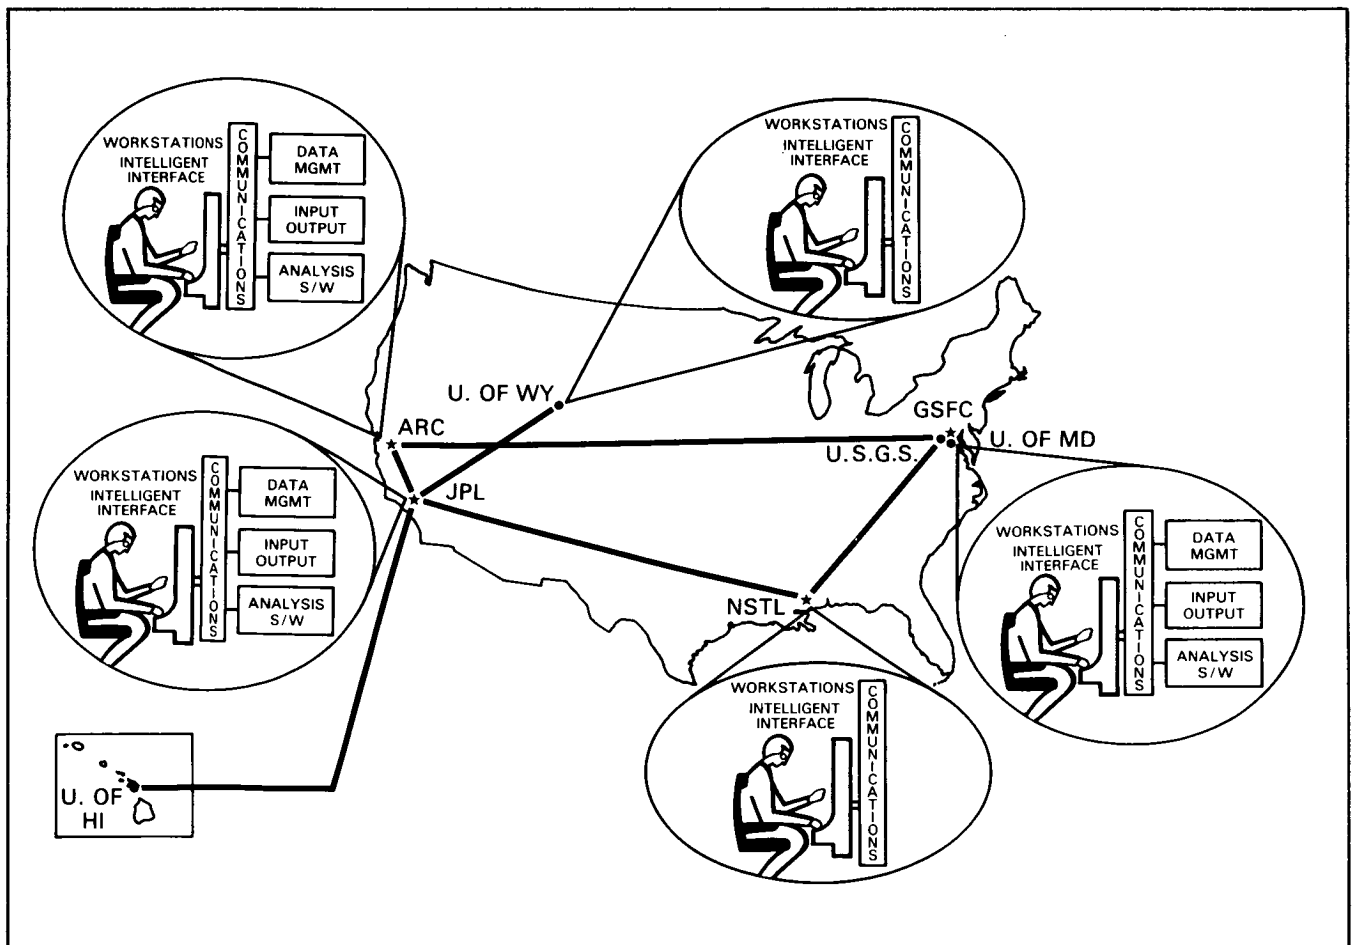 WORKSTATIONS
INTELLIGENT
INTERFACE
COMMUNICATIONS
DATA
MGMT
INPUT
OUTPUT
ANALYSIS
S/W
WORKSTATIONS
INTELLIGENT
INTERFACE
COMMUNICATIONS
U. OF WY
ARC
GSFC
U. OF MD
U.S.G.S.
JPL
NSTL
WORKSTATIONS
INTELLIGENT
INTERFACE
COMMUNICATIONS
DATA
MGMT
INPUT
OUTPUT
ANALYSIS
S/W
WORKSTATIONS
INTELLIGENT
INTERFACE
COMMUNICATIONS
DATA
MGMT
INPUT
OUTPUT
ANALYSIS
S/W
WORKSTATIONS
INTELLIGENT
INTERFACE
COMMUNICATIONS
U. OF
HI